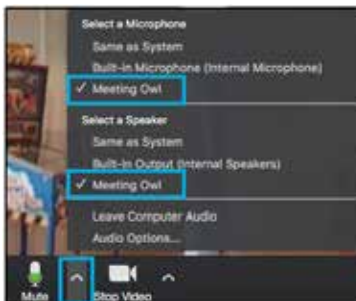 Select a Microphone
Same as System
Built-in Microphone (Internal Microphone)
✓ Meeting Owl
Select a Speaker
Same as System
Built-in Output (Internal Speakers)
✓ Meeting Owl
Leave Computer Audio
Audio Options...
Mute
Stop Video